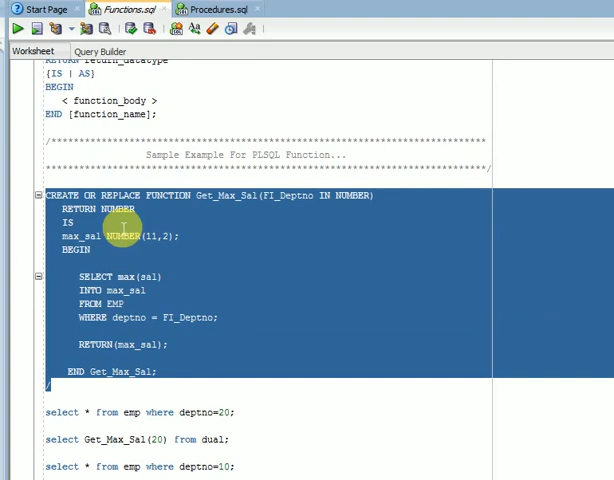 Start Page
Functions.sql
Procedures.sql
Worksheet
Query Builder
RETURN return_datatype
{IS | AS}
BEGIN
< function_body >
END [function_name];
/********************************************************************************
Sample Example For PLSQL Function...
********************************************************************************/
CREATE OR REPLACE FUNCTION Get_Max_Sal(FI_Deptno IN NUMBER)
RETURN NUMBER
IS
max_sal NUMBER(11,2);
BEGIN
SELECT max(sal)
INTO max_sal
FROM EMP
WHERE deptno = FI_Deptno;
RETURN(max_sal);
END Get_Max_Sal;
/
select * from emp where deptno=20;
select Get_Max_Sal(20) from dual;
select * from emp where deptno=10;